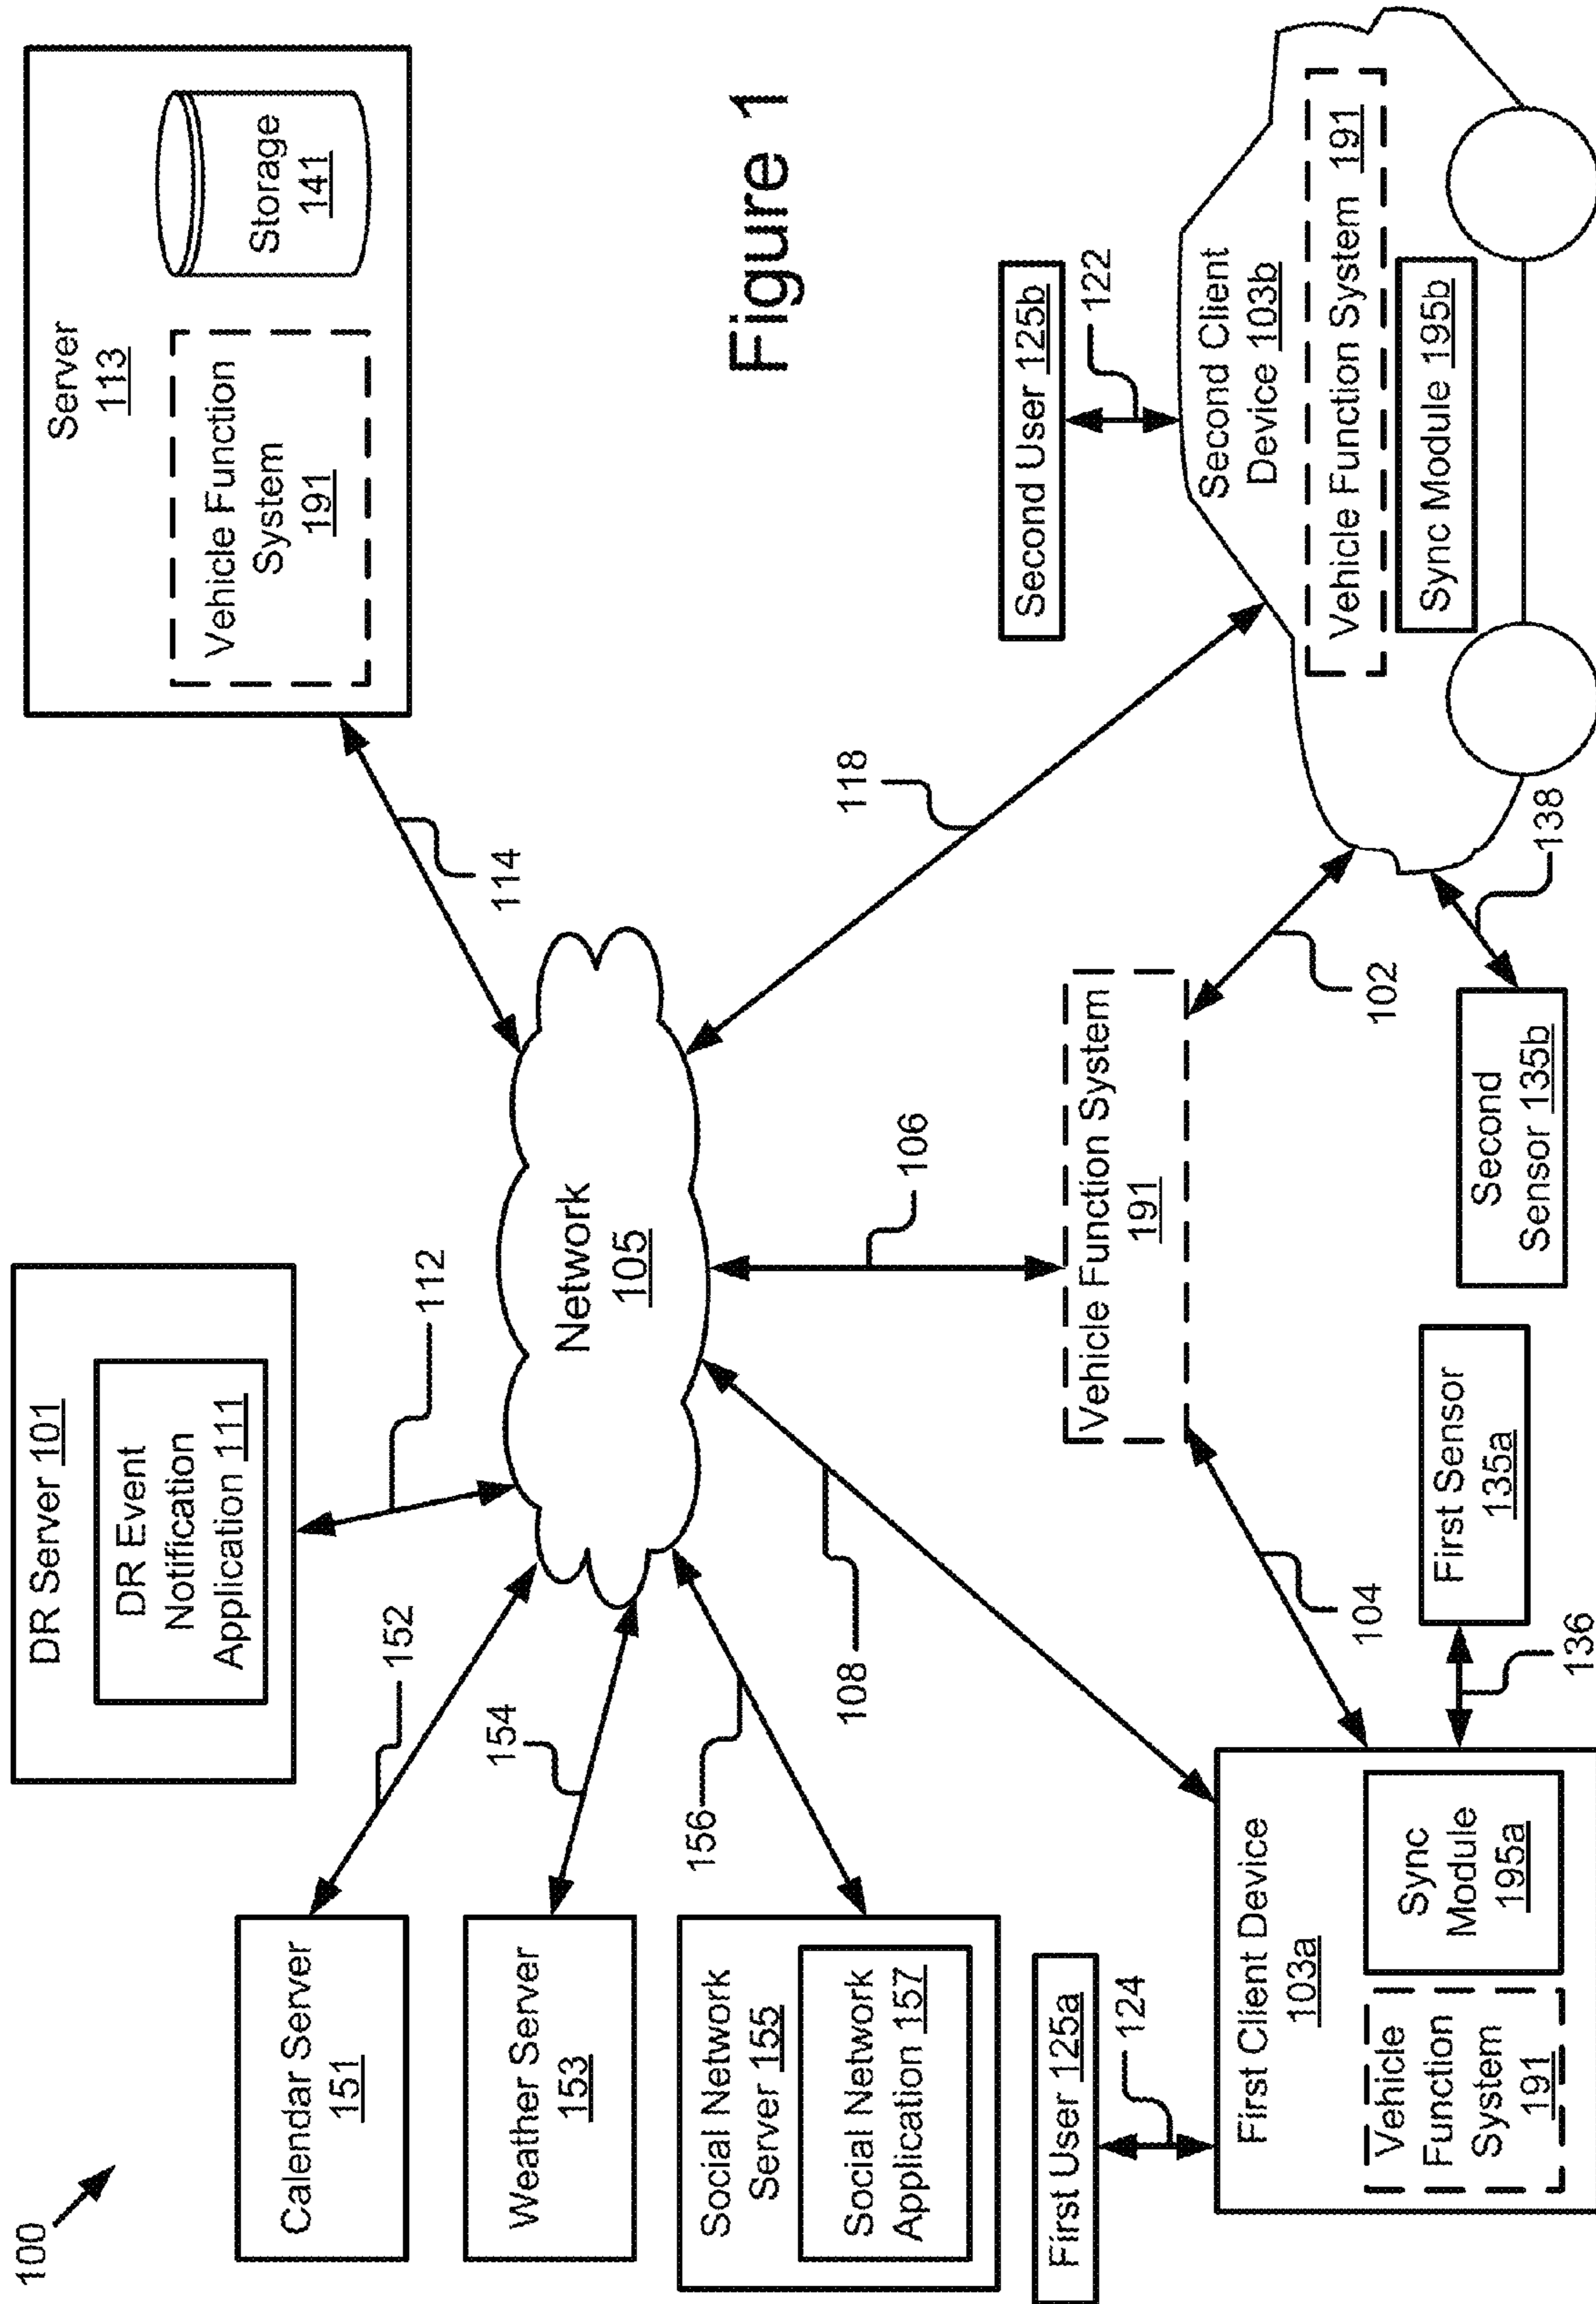 100
DR Server 101
DR Event
Notification
Application 111
112
Server
113
Vehicle Function
System
191
Storage
141
114
Calendar Server
151
152
Weather Server
153
154
Social Network
Server 155
Social Network
Application 157
156
Network
105
Figure 1
118
106
108
First User 125a
124
First Client Device
103a
Vehicle
Function
System
191
Sync
Module
195a
104
136
First Sensor
135a
Vehicle Function System
191
102
Second
Sensor 135b
138
Second User 125b
122
Second Client
Device 103b
Vehicle Function System 191
Sync Module 195b